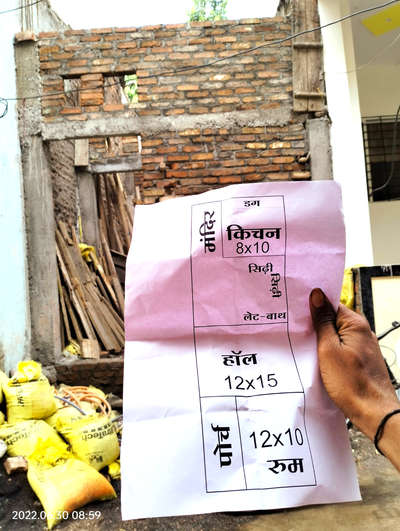 डग
मंदिर
किचन
8x10
सिढ़ी
सिढ़ी
लेट-बाथ
हॉल
12x15
पोर्च
12x10
रुम
2022.06.30 08:59